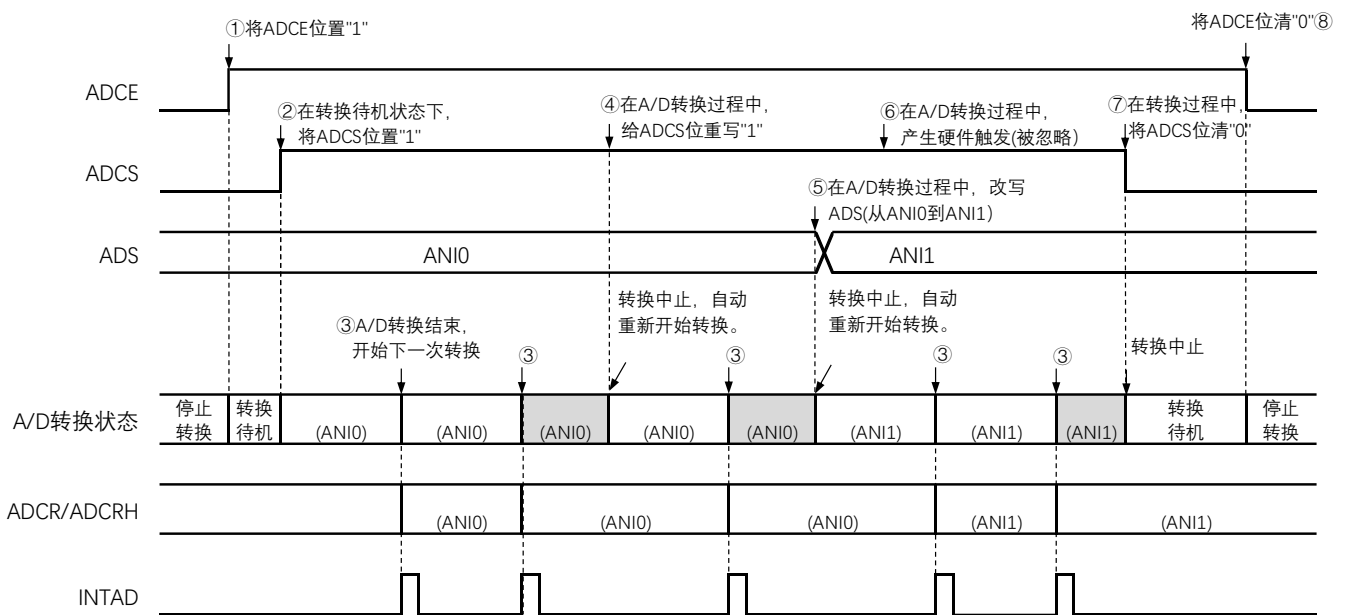 ①将ADCE位置"1"
将ADCE位清"0"⑧
ADCE
②在转换待机状态下，
将ADCS位置"1"
④在A/D转换过程中，
给ADCS位重写"1"
⑥在A/D转换过程中，
产生硬件触发(被忽略）
⑦在转换过程中，
将ADCS位清"0"
ADCS
⑤在A/D转换过程中，改写
ADS(从ANI0到ANI1）
ADS
ANI0
ANI1
③A/D转换结束，
开始下一次转换
③
转换中止，自动
重新开始转换。
③
转换中止，自动
重新开始转换。
③
③
转换中止
A/D转换状态
停止
转换
转换
待机
(ANI0)
(ANI0)
(ANI0)
(ANI0)
(ANI0)
(ANI1)
(ANI1)
(ANI1)
转换
待机
停止
转换
ADCR/ADCRH
(ANI0)
(ANI0)
(ANI0)
(ANI1)
(ANI1)
INTAD